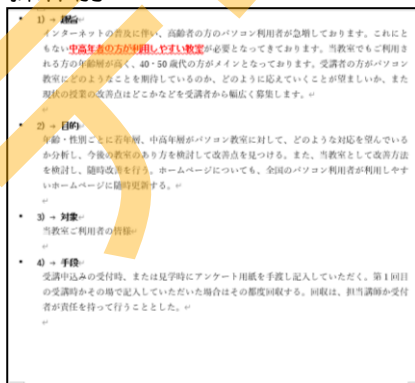 1) → 趣旨
インターネットの普及に伴い、高齢者の方のパソコン利用者が急増しております。これにと
もない中高年者の方が利用しやすい教室が必要となってきております。当教室でもご利用さ
れる方の年齢層が高く、40・50歳代の方がメインとなっております。受講者の方がパソコン
教室にどのようなことを期待しているのか、どのように応えていくことが望ましいか、また
現状の授業の改善点はどこかなどを受講者から幅広く募集します。
2) → 目的
年齢・性別ごとに若年層、中高年層がパソコン教室に対して、どのような対応を望んでいる
か分析し、今後の教室のあり方を検討して改善点を見つける。また、当教室として改善方法
を検討し、随時改善を行う。ホームページについても、全国のパソコン利用者が利用しやす
いホームページに随時更新する。
3) → 対象
当教室ご利用者の皆様
4) → 手段
受講申込みの受付時、または見学時にアンケート用紙を手渡し記入していただく。第1回目
の受講時かその場で記入していただいた場合はその都度回収する。回収は、担当講師か受付
者が責任を持って行うこととした。